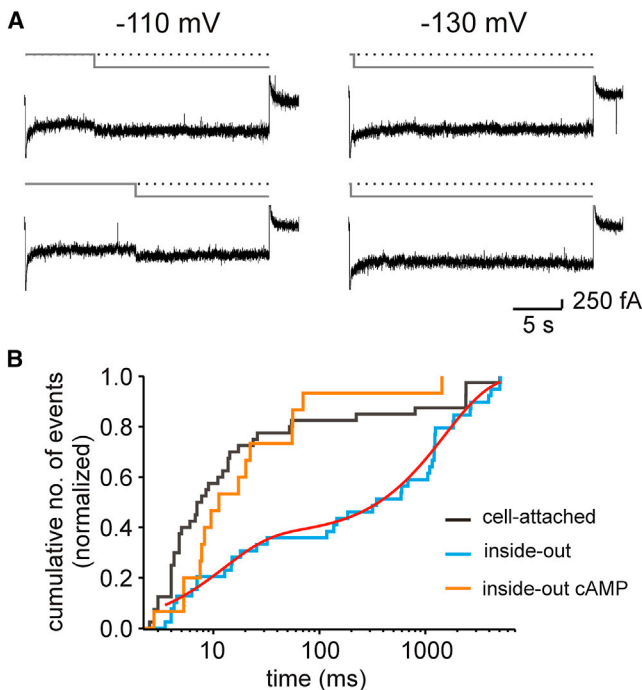 A
-110 mV
-130 mV
250 fA
5 s
B
cumulative no. of events
(normalized)
1.0
0.8
0.6
0.4
0.2
0.0
cell-attached
inside-out
inside-out cAMP
10
100
1000
time (ms)